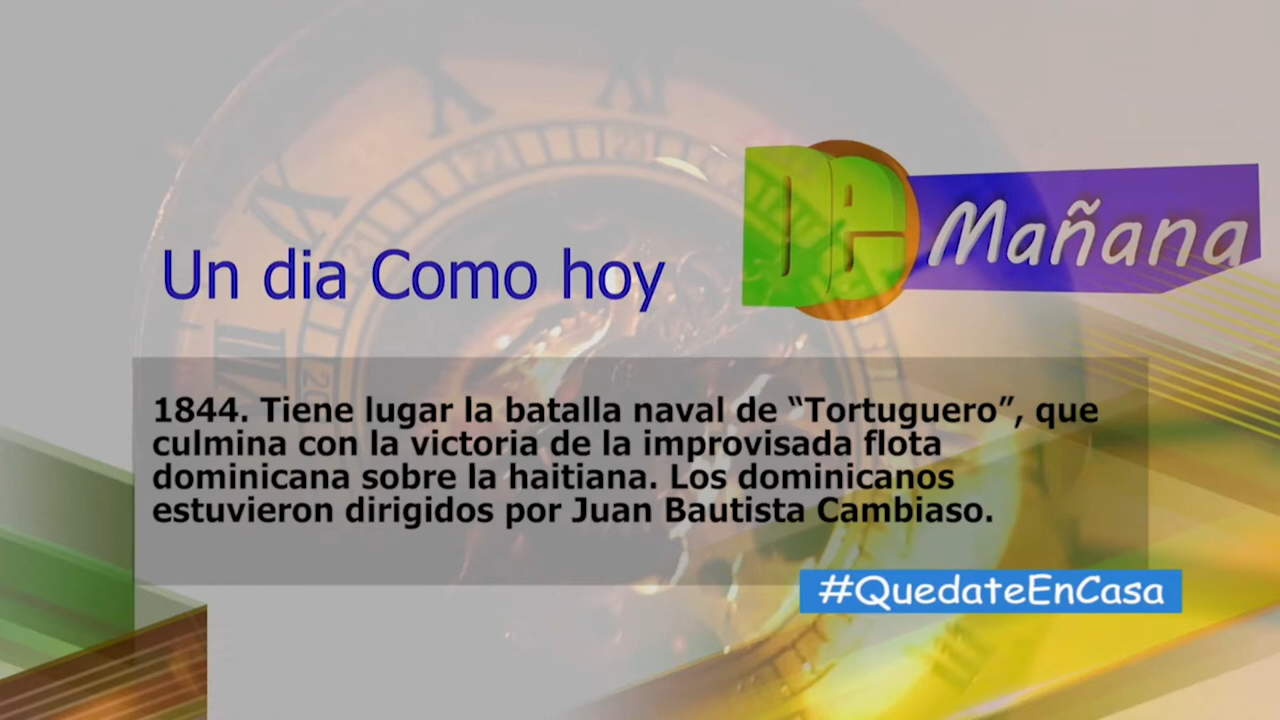 De Mañana
Un dia Como hoy
1844. Tiene lugar la batalla naval de “Tortuguero”, que
culmina con la victoria de la improvisada flota
dominicana sobre la haitiana. Los dominicanos
estuvieron dirigidos por Juan Bautista Cambiaso.
#QuedateEnCasa